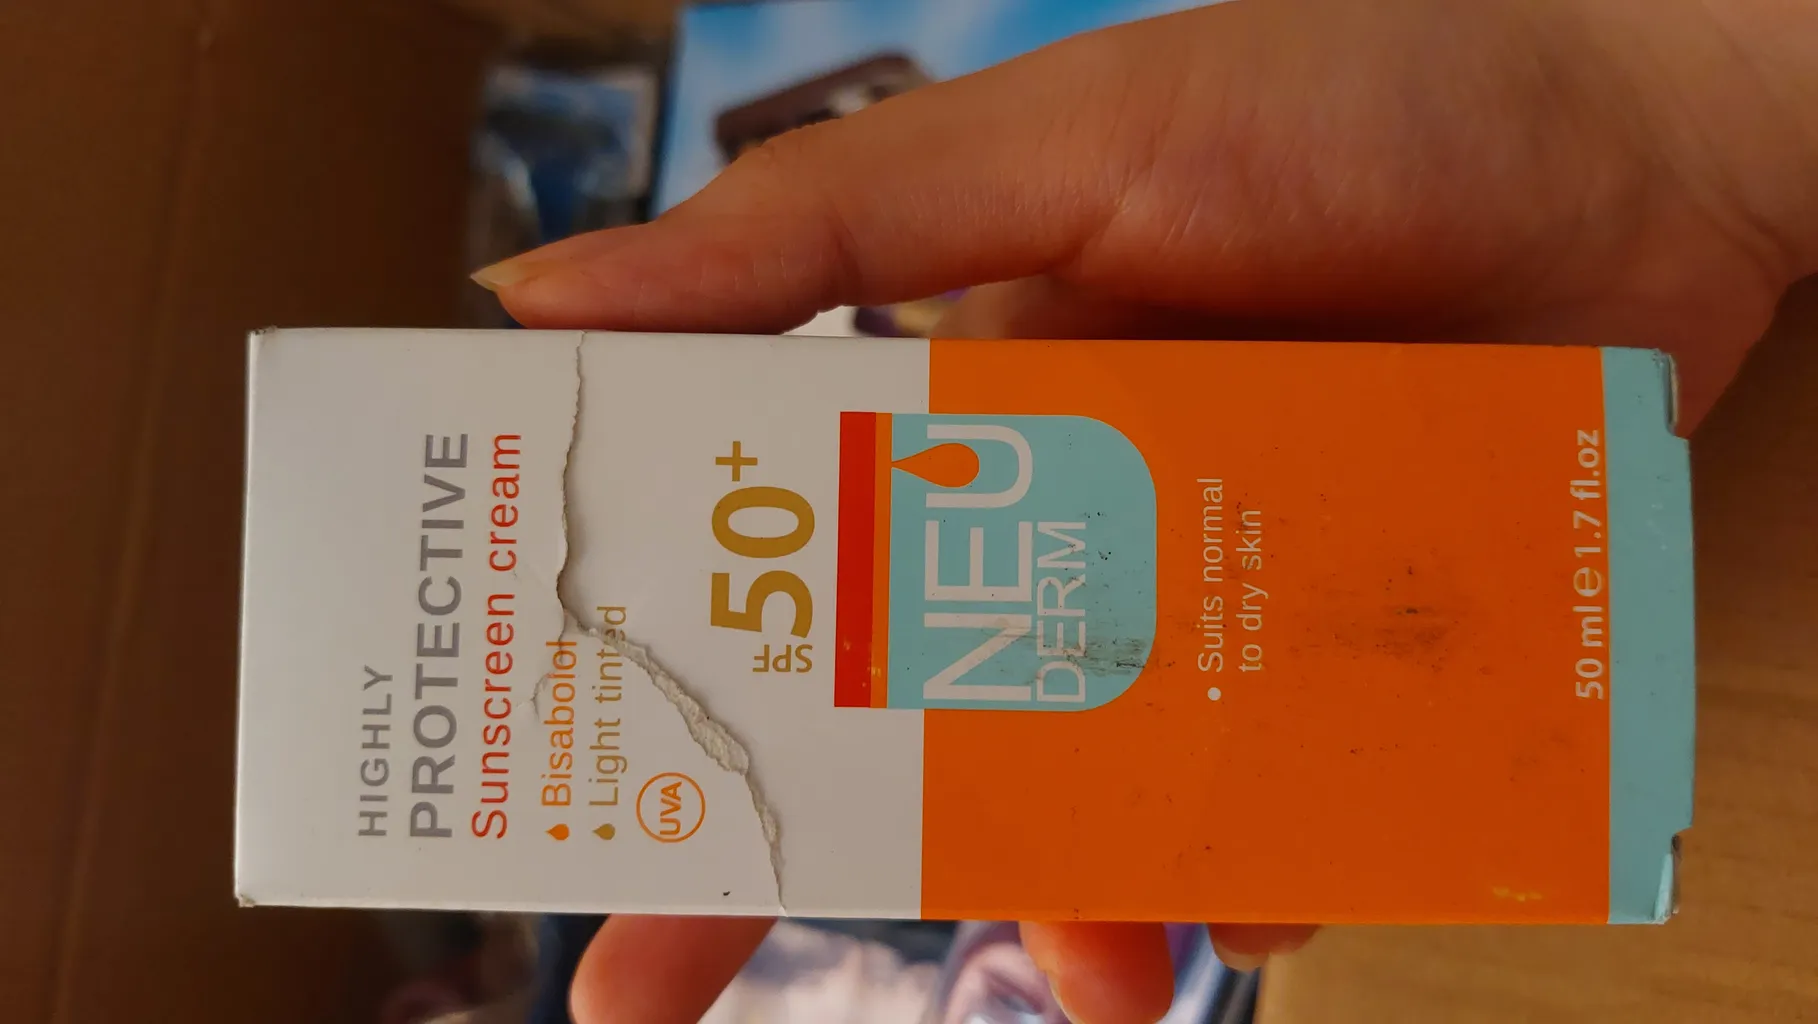 HIGHLY
PROTECTIVE
Sunscreen cream
Bisabolol
Light tinted
UVA
SPF 50+
NEU
DERM
• Suits normal
to dry skin
50 ml e 1.7 fl.oz